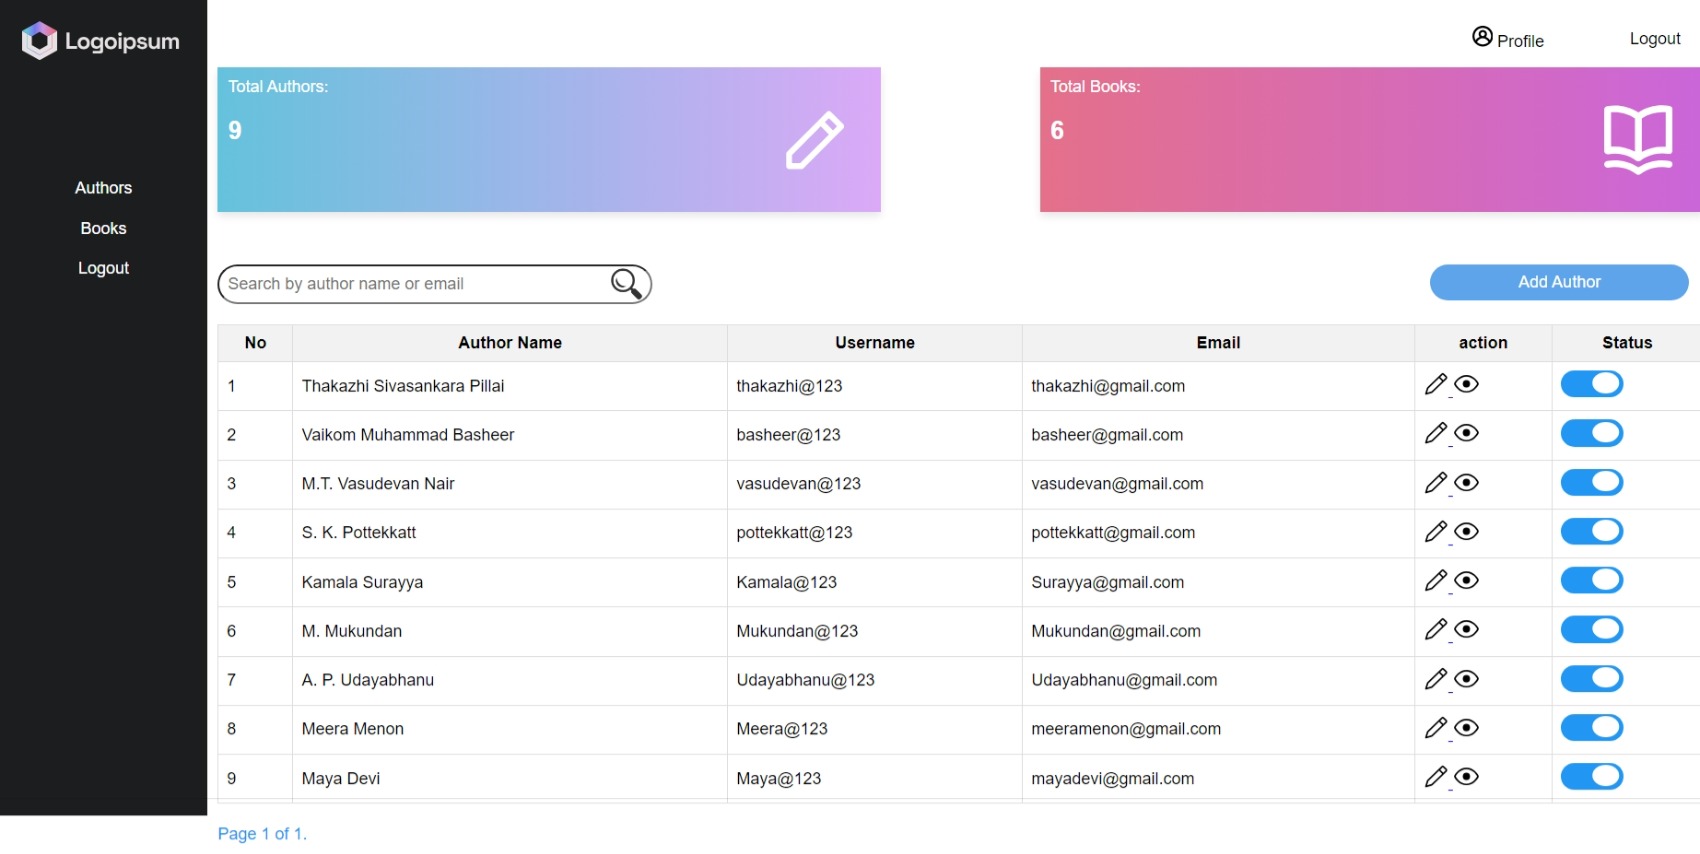 Logoipsum
Profile
Logout
Authors
Books
Logout
Total Authors:
9
Total Books:
6
Search by author name or email
Add Author
No Author Name Username Email action Status
1 Thakazhi Sivasankara Pillai thakazhi@123 thakazhi@gmail.com
2 Vaikom Muhammad Basheer basheer@123 basheer@gmail.com
3 M.T. Vasudevan Nair vasudevan@123 vasudevan@gmail.com
4 S. K. Pottekkatt pottekkatt@123 pottekkatt@gmail.com
5 Kamala Surayya Kamala@123 Surayya@gmail.com
6 M. Mukundan Mukundan@123 Mukundan@gmail.com
7 A. P. Udayabhanu Udayabhanu@123 Udayabhanu@gmail.com
8 Meera Menon Meera@123 meeramenon@gmail.com
9 Maya Devi Maya@123 mayadevi@gmail.com
Page 1 of 1.